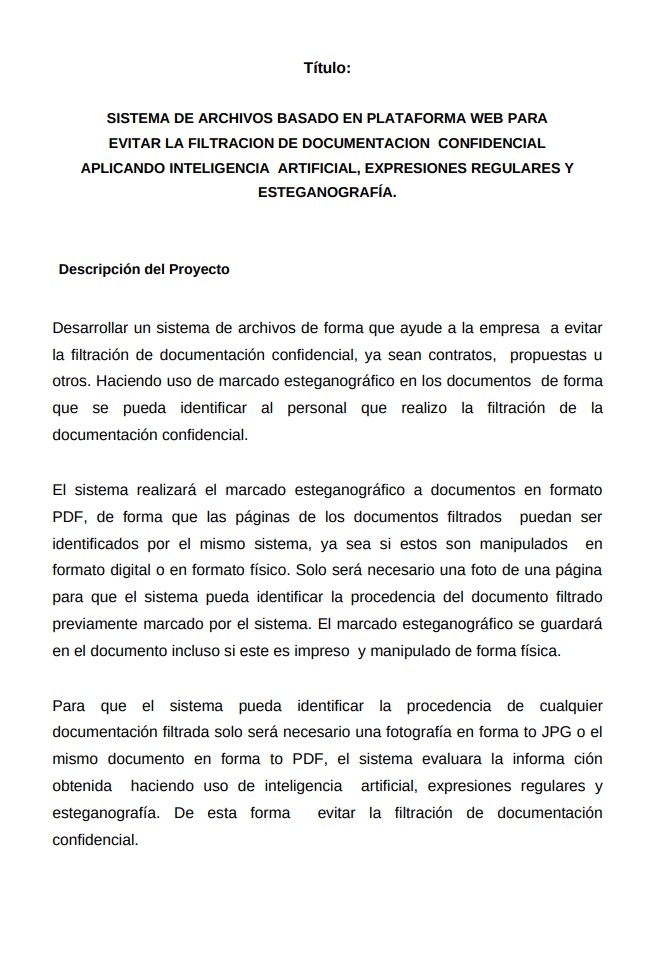 Título:
SISTEMA DE ARCHIVOS BASADO EN PLATAFORMA WEB PARA
EVITAR LA FILTRACION DE DOCUMENTACION CONFIDENCIAL
APLICANDO INTELIGENCIA ARTIFICIAL, EXPRESIONES REGULARES Y
ESTEGANOGRAFÍA.
Descripción del Proyecto
Desarrollar un sistema de archivos de forma que ayude a la empresa a evitar
la filtración de documentación confidencial, ya sean contratos, propuestas u
otros. Haciendo uso de marcado esteganográfico en los documentos de forma
que se pueda identificar al personal que realizo la filtración de la
documentación confidencial.
El sistema realizará el marcado esteganográfico a documentos en formato
PDF, de forma que las páginas de los documentos filtrados puedan ser
identificados por el mismo sistema, ya sea si estos son manipulados en
formato digital o en formato físico. Solo será necesario una foto de una página
para que el sistema pueda identificar la procedencia del documento filtrado
previamente marcado por el sistema. El marcado esteganográfico se guardará
en el documento incluso si este es impreso y manipulado de forma física.
Para que el sistema pueda identificar la procedencia de cualquier
documentación filtrada solo será necesario una fotografía en forma to JPG o el
mismo documento en forma to PDF, el sistema evaluara la informa ción
obtenida haciendo uso de inteligencia artificial, expresiones regulares y
esteganografía. De esta forma evitar la filtración de documentación
confidencial.